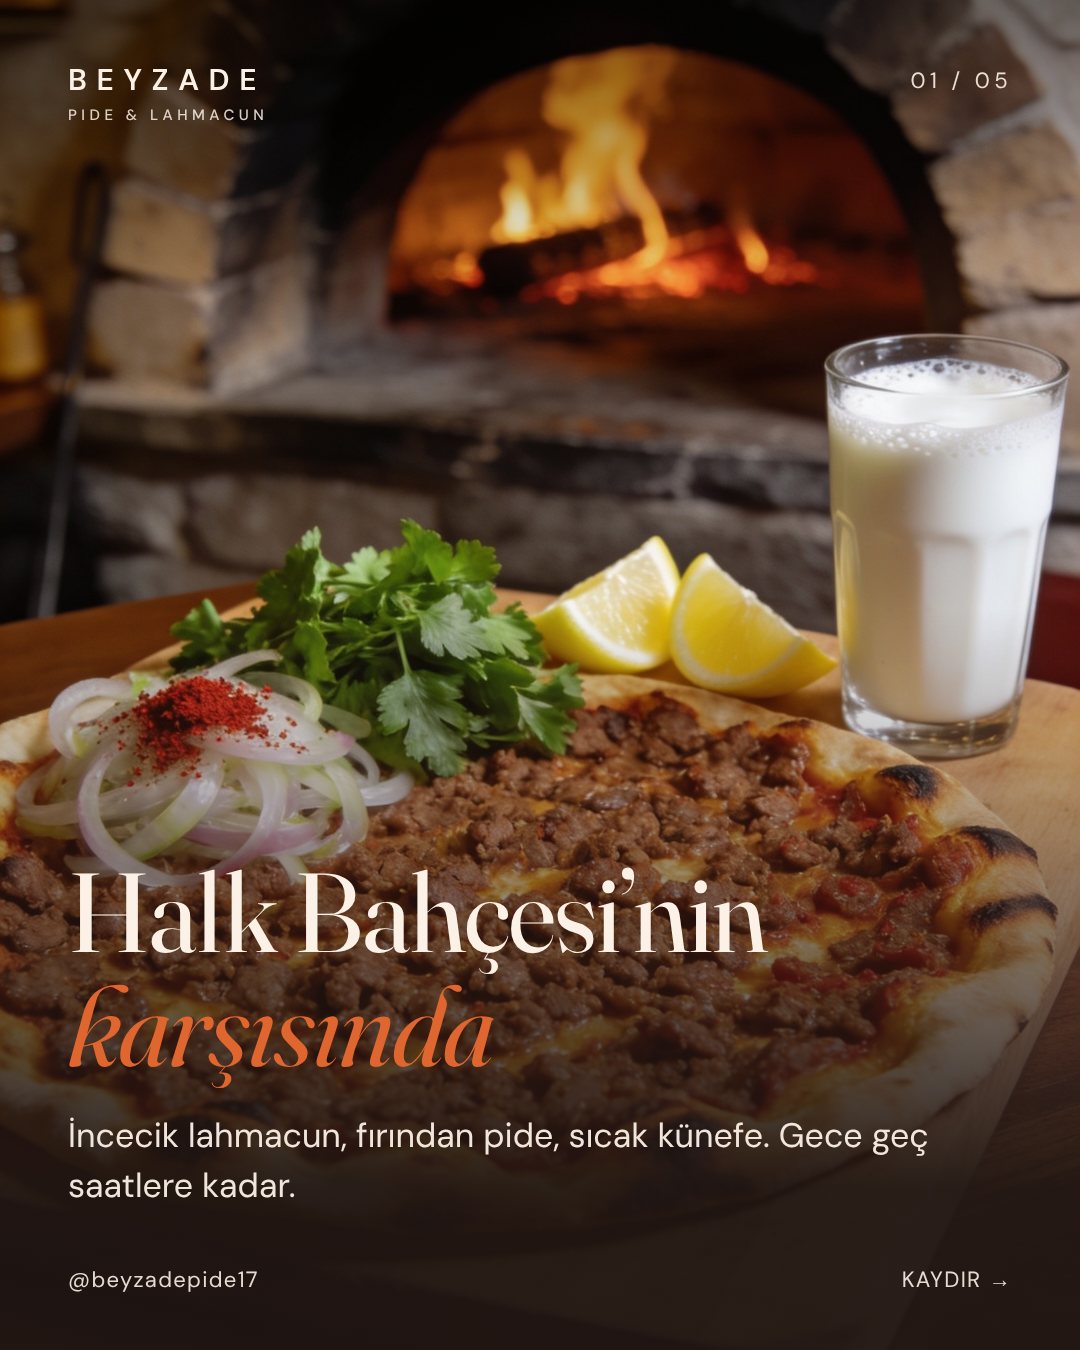 BEYZADE
PIDE & LAHMACUN
01 / 05
Halk Bahçesi’nin
karşısında
İncecik lahmacun, fırından pide, sıcak künefe. Gece geç
saatlere kadar.
@beyzadepide17
KAYDIR →